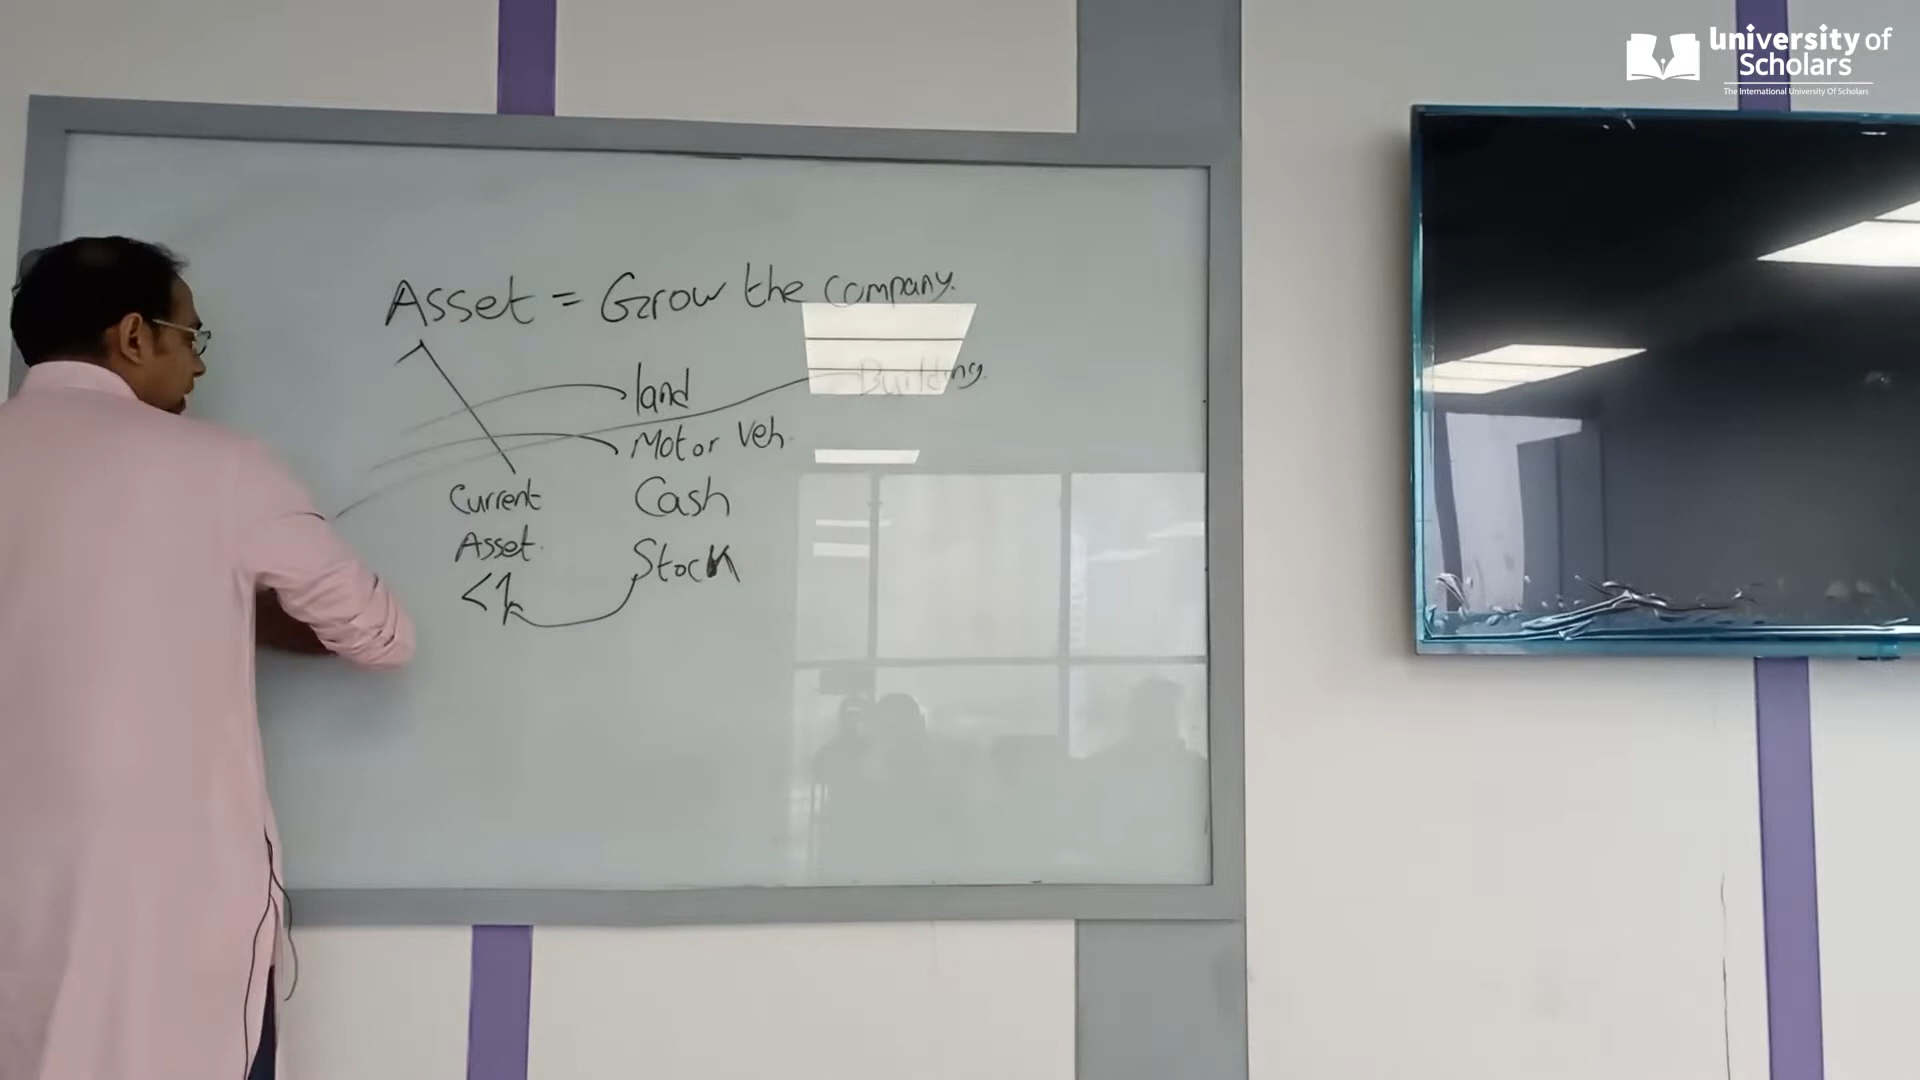 university of
Scholars
The International University Of Scholars
Asset = Grow the company.
land
Building.
Motor Veh.
Current
Asset.
<1
Cash
Stock